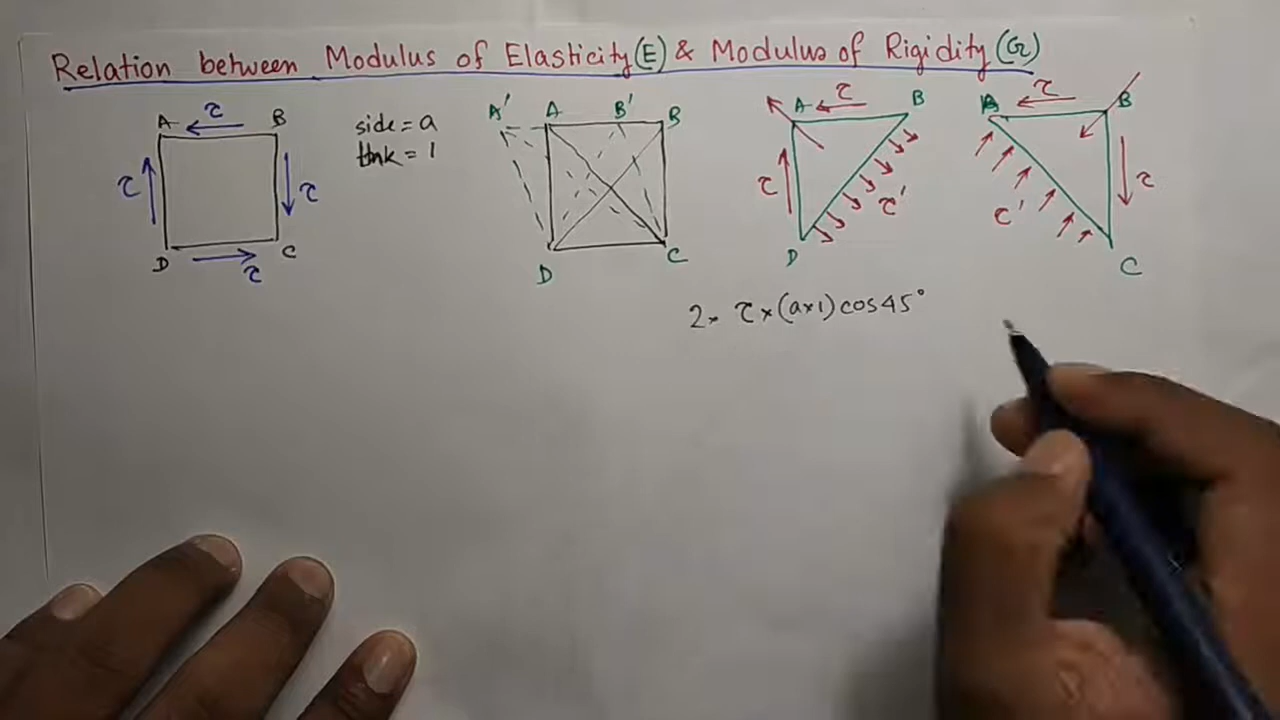 Relation between Modulus of Elasticity (E) & Modulus of Rigidity (G)
A τ B
τ τ
D τ C
side = a
thk = 1
A' A B' B
D C
A τ B
τ τ'
D
A τ B
τ' τ
C
2 × τ × (a×1) cos 45°